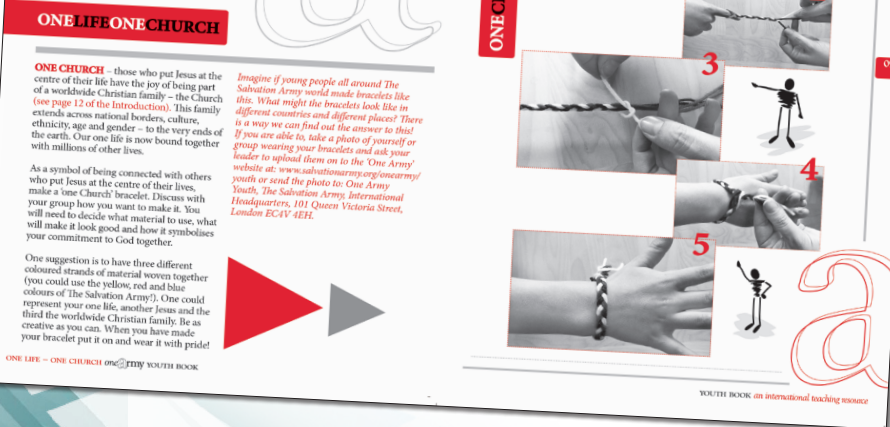 ONELIFEONECHURCH
ONE CHURCH – those who put Jesus at the
centre of their life have the joy of being part
of a worldwide Christian family – the Church
(see page 12 of the Introduction). This family
extends across national borders, culture,
ethnicity, age and gender – to the very ends of
the earth. Our one life is now bound together
with millions of other lives.
As a symbol of being connected with others
who put Jesus at the centre of their lives,
make a 'one Church' bracelet. Discuss with
your group how you want to make it. You
will need to decide what material to use, what
will make it look good and how it symbolises
your commitment to God together.
One suggestion is to have three different
coloured strands of material woven together
(you could use the yellow, red and blue
colours of The Salvation Army!). One could
represent your one life, another Jesus and the
third the worldwide Christian family. Be as
creative as you can. When you have made
your bracelet put it on and wear it with pride!
ONE LIFE – ONE CHURCH onearmy YOUTH BOOK
Imagine if young people all around The
Salvation Army world made bracelets like
this. What might the bracelets look like in
different countries and different places? There
is a way we can find out the answer to this!
If you are able to, take a photo of yourself or
group wearing your bracelets and ask your
leader to upload them on to the 'One Army'
website at: www.salvationarmy.org/onearmy/
youth or send the photo to: One Army
Youth, The Salvation Army, International
Headquarters, 101 Queen Victoria Street,
London EC4V 4EH.
a
ONEC
3
4
5
a
YOUTH BOOK an international teaching resource